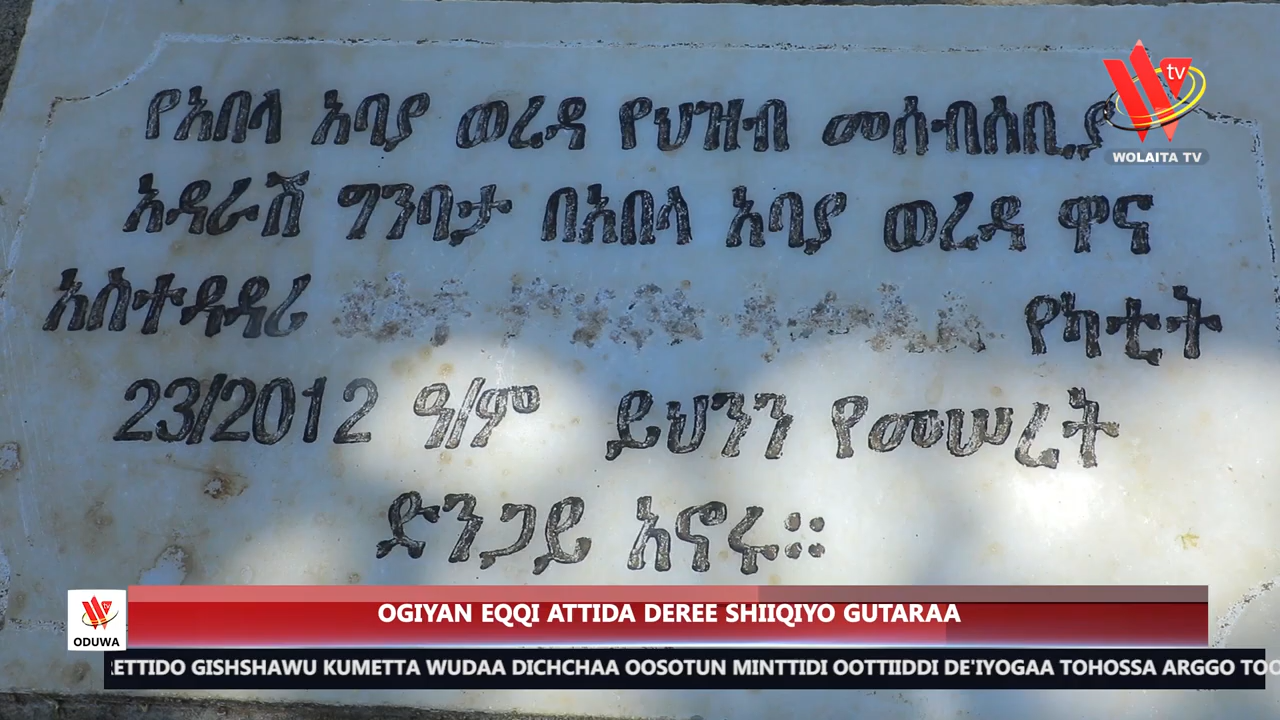 የአበላ አባያ ወረዳ የህዝብ መሰብሰቢያ
አዳራሽ ግንባታ በአበላ አባያ ወረዳ ዋና
አስተዳዳሪ የካቲት
23/2012 ዓ/ም ይህንን የመሠረት
ድንጋይ አኖሩ።
tv
WOLAITA TV
OGIYAN EQQI ATTIDA DEREE SHIIQIYO GUTARAA
ODUWA
GISHSHAWU KUMETTA WUDAA DICHCHAA OOSOTUN MINTTIDI OOTTIIDDI DE'IYOGAA TOHOSSA ARGGO